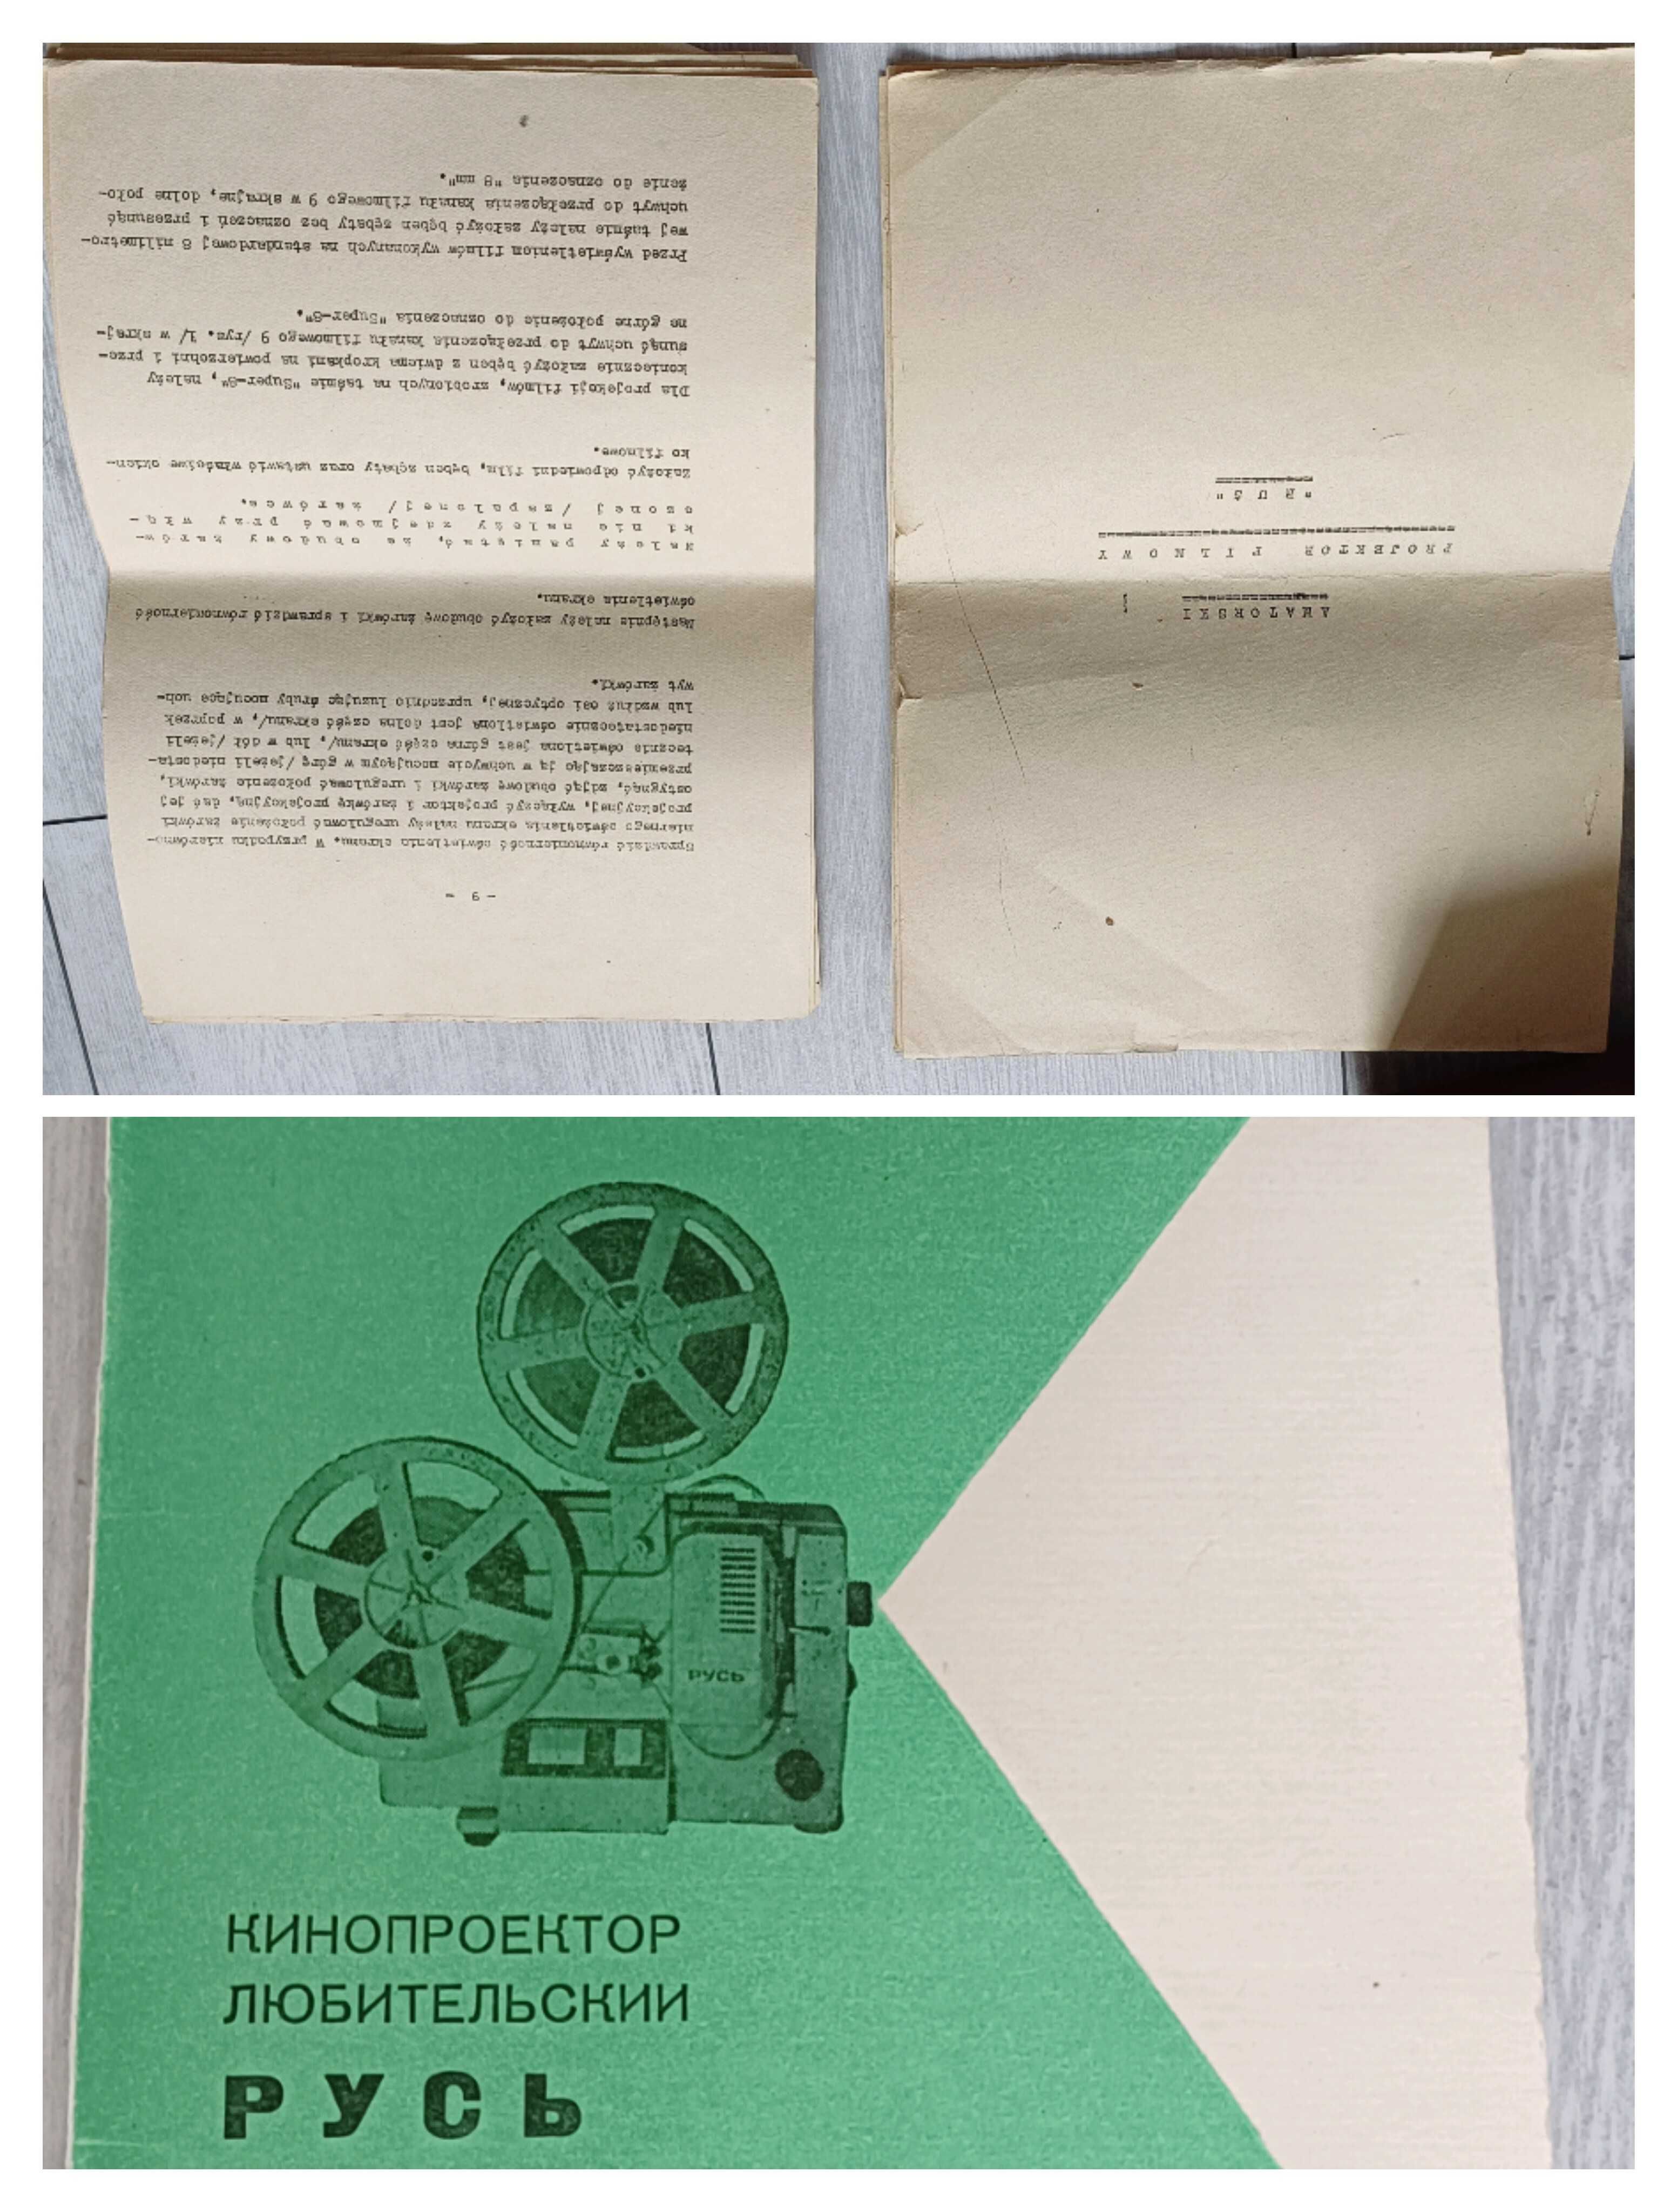 - 9 -
Sprawdzić równomierność oświetlenia ekranu. W przypadku nierówno-
miernego oświetlenia ekranu należy uregulować położenie żarówki
projekcyjnej, wyłączyć projektor i żarówkę projekcyjną, dać jej
ostygnąć, zdjąć obudowę żarówki i uregulować położenie żarówki,
przemieszczając ją w uchwycie mocującym w górę /jeżeli niedosta-
tecznie oświetlona jest górna część ekranu/, lub w dół /jeżeli
niedostatecznie oświetlona jest dolna część ekranu/, w poprzek
lub wzdłuż osi optycznej, uprzednio luzując śruby mocujące uch-
wyt żarówki.
Następnie należy założyć obudowę żarówki i sprawdzić równomierność
oświetlenia ekranu.
Należy pamiętać, że obudowy żarów-
ki nie należy zdejmować przy włą-
czonej /zapalonej/ żarówce.
Założyć odpowiedni film, bęben zębaty oraz ustawić właściwe okien-
ko filmowe.
Dla projekcji filmów, zrobionych na taśmie "Super-8", należy
koniecznie założyć bęben z dwiema kropkami na powierzchni i prze-
sunąć uchwyt do przełączenia kanału filmowego 9 /rys. 1/ w skraj-
ne górne położenie do oznaczenia "Super-8".
Przed wyświetleniem filmów wykonanych na standardowej 8 milimetro-
wej taśmie należy założyć bęben zębaty bez oznaczeń i przesunąć
uchwyt do przełączenia kanału filmowego 9 w skrajne, dolne poło-
żenie do oznaczenia "8 mm".
AMATORSKI
PROJEKTOR FILMOWY
"RUŚ"
РУСЬ
КИНОПРОЕКТОР
ЛЮБИТЕЛЬСКИИ
РУСЬ